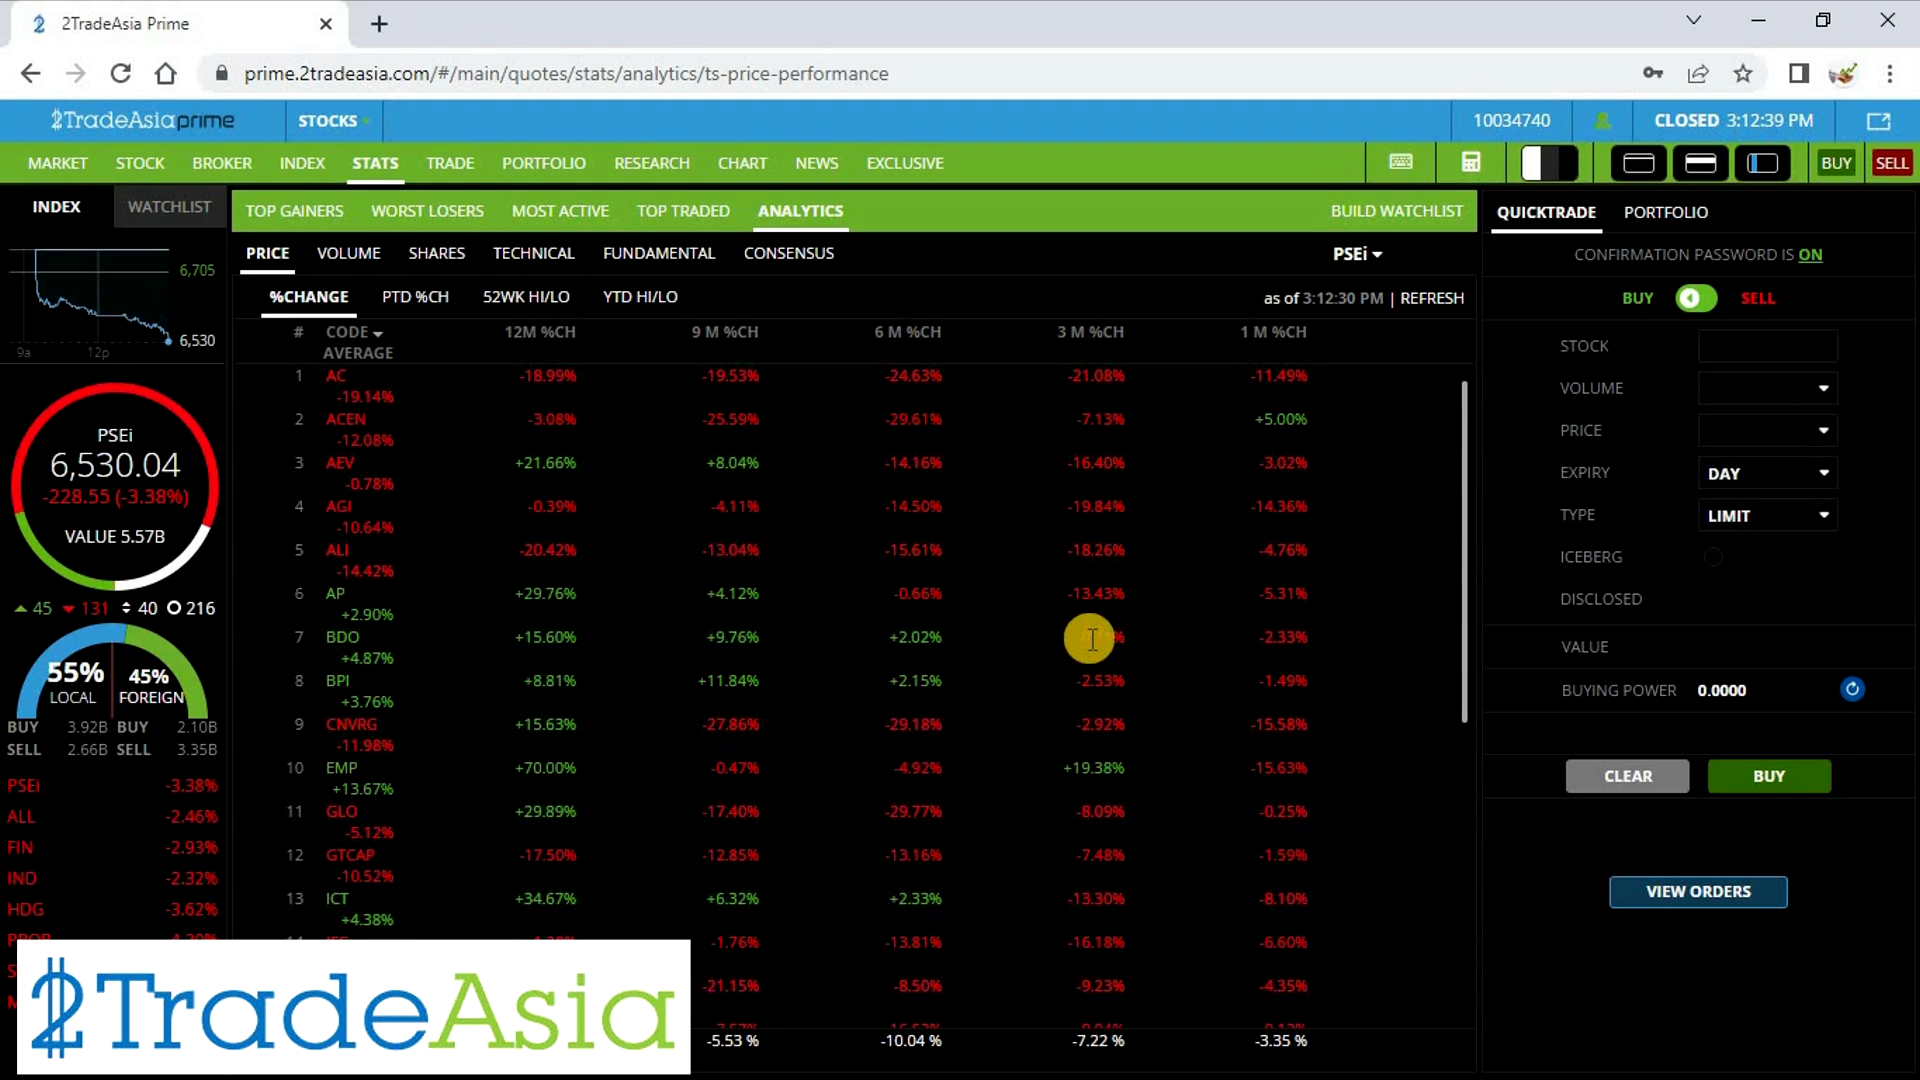 2TradeAsia Prime
prime.2tradeasia.com/#/main/quotes/stats/analytics/ts-price-performance
2TradeAsiaprime STOCKS 10034740 CLOSED 3:12:39 PM
MARKET STOCK BROKER INDEX STATS TRADE PORTFOLIO RESEARCH CHART NEWS EXCLUSIVE BUY SELL
INDEX WATCHLIST
6,705
6,530
9a 12p
PSEi
6,530.04
-228.55 (-3.38%)
VALUE 5.57B
45 131 40 216
55% 45%
LOCAL FOREIGN
BUY 3.92B BUY 2.10B
SELL 2.66B SELL 3.35B
PSEi -3.38%
ALL -2.46%
FIN -2.93%
IND -2.32%
HDG -3.62%
TOP GAINERS WORST LOSERS MOST ACTIVE TOP TRADED ANALYTICS BUILD WATCHLIST
PRICE VOLUME SHARES TECHNICAL FUNDAMENTAL CONSENSUS PSEi
%CHANGE PTD %CH 52WK HI/LO YTD HI/LO as of 3:12:30 PM | REFRESH
# CODE 12M %CH 9 M %CH 6 M %CH 3 M %CH 1 M %CH
AVERAGE
1 AC -18.99% -19.53% -24.63% -21.08% -11.49%
-19.14%
2 ACEN -3.08% -25.59% -29.61% -7.13% +5.00%
-12.08%
3 AEV +21.66% +8.04% -14.16% -16.40% -3.02%
-0.78%
4 AGI -0.39% -4.11% -14.50% -19.84% -14.36%
-10.64%
5 ALI -20.42% -13.04% -15.61% -18.26% -4.76%
-14.42%
6 AP +29.76% +4.12% -0.66% -13.43% -5.31%
+2.90%
7 BDO +15.60% +9.76% +2.02% -2.33%
+4.87%
8 BPI +8.81% +11.84% +2.15% -2.53% -1.49%
+3.76%
9 CNVRG +15.63% -27.86% -29.18% -2.92% -15.58%
-11.98%
10 EMP +70.00% -0.47% -4.92% +19.38% -15.63%
+13.67%
11 GLO +29.89% -17.40% -29.77% -8.09% -0.25%
-5.12%
12 GTCAP -17.50% -12.85% -13.16% -7.48% -1.59%
-10.52%
13 ICT +34.67% +6.32% +2.33% -13.30% -8.10%
+4.38%
-1.76% -13.81% -16.18% -6.60%
-21.15% -8.50% -9.23% -4.35%
-5.53 % -10.04 % -7.22 % -3.35 %
QUICKTRADE PORTFOLIO
CONFIRMATION PASSWORD IS ON
BUY SELL
STOCK
VOLUME
PRICE
EXPIRY DAY
TYPE LIMIT
ICEBERG
DISCLOSED
VALUE
BUYING POWER 0.0000
CLEAR BUY
VIEW ORDERS
2TradeAsia